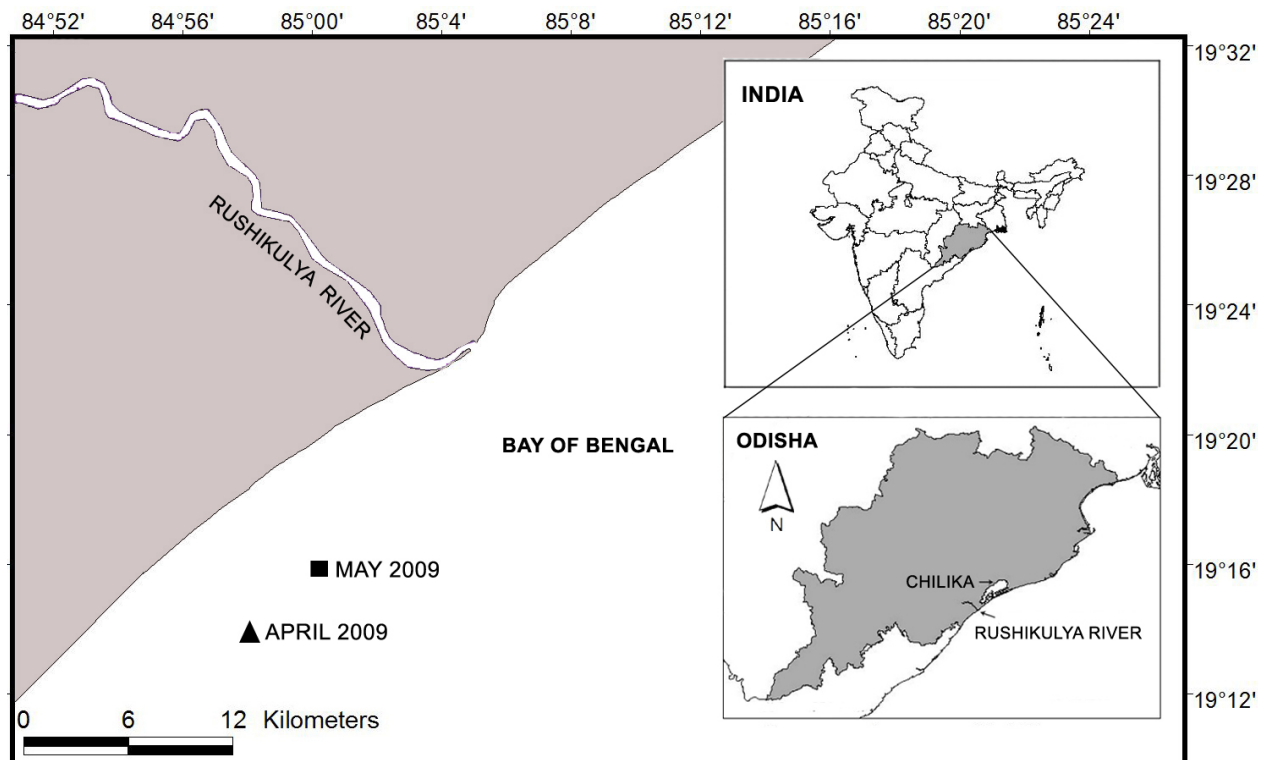 84°52' 84°56' 85°00' 85°4' 85°8' 85°12' 85°16' 85°20' 85°24'
19°32'
INDIA
19°28'
RUSHIKULYA RIVER
19°24'
19°20'
BAY OF BENGAL
ODISHA
N
19°16'
MAY 2009
CHILIKA
APRIL 2009
RUSHIKULYA RIVER
19°12'
0 6 12 Kilometers